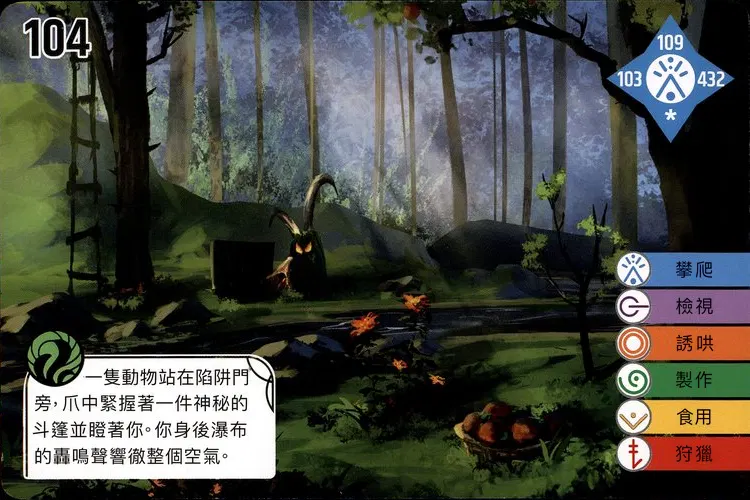 104
109
103
432
*
攀爬
檢視
誘哄
製作
食用
狩獵
一隻動物站在陷阱門
旁，爪中緊握著一件神秘的
斗篷並瞪著你。你身後瀑布
的轟鳴聲響徹整個空氣。